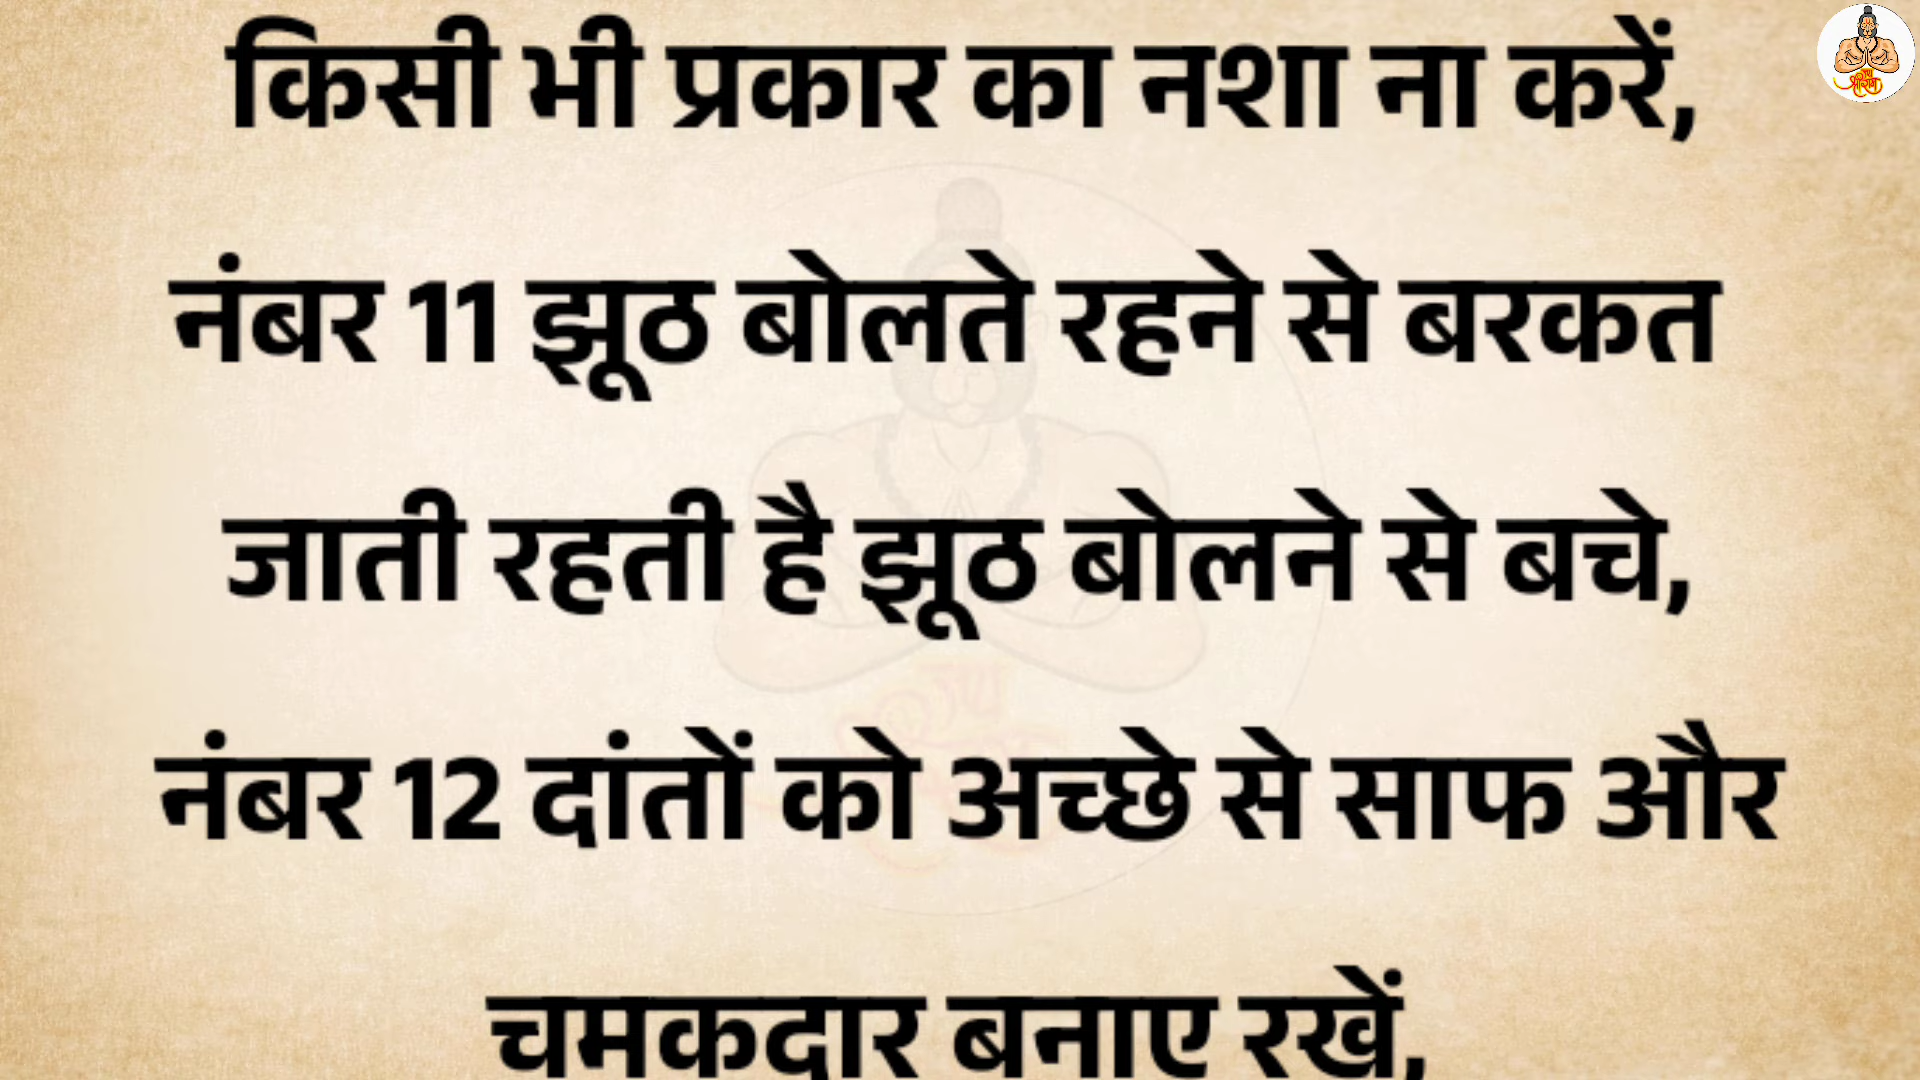 किसी भी प्रकार का नशा ना करें,
नंबर 11 झूठ बोलते रहने से बरकत
जाती रहती है झूठ बोलने से बचे,
नंबर 12 दांतों को अच्छे से साफ और
चमकदार बनाए रखें,